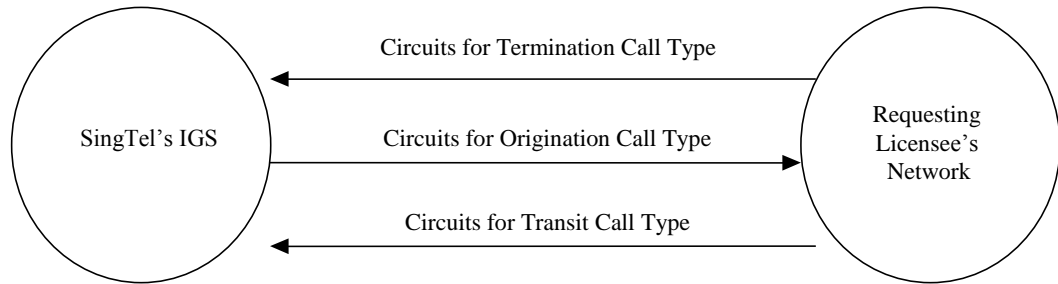 Circuits for Termination Call Type
SingTel’s IGS
Circuits for Origination Call Type
Requesting
Licensee’s
Network
Circuits for Transit Call Type